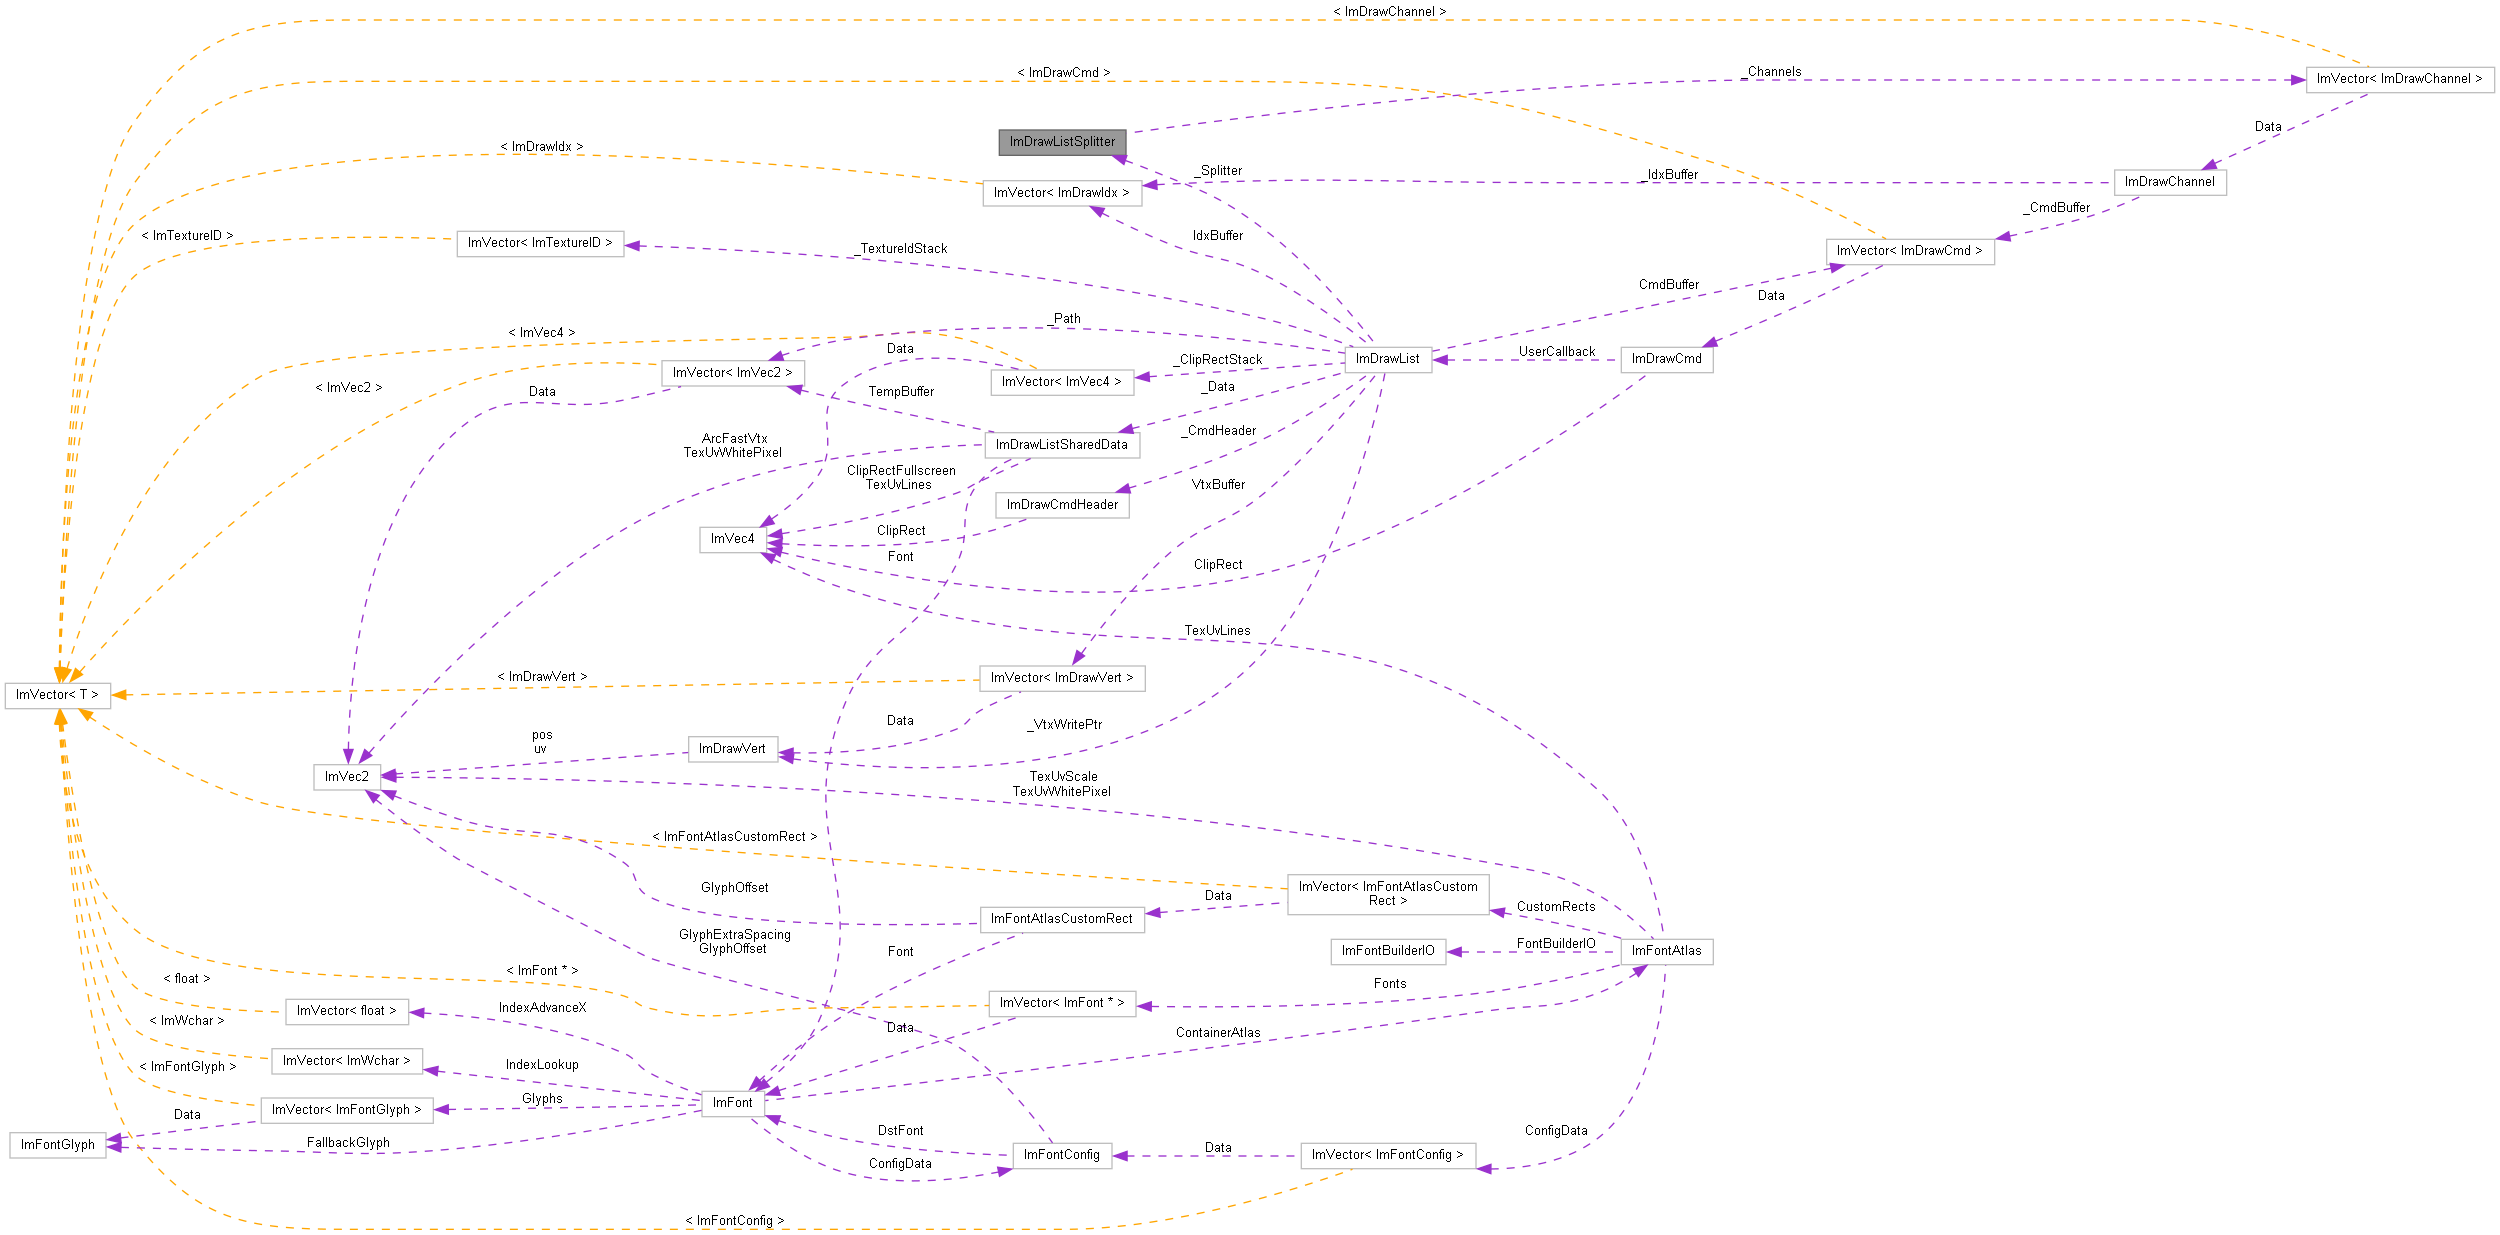 < ImDrawChannel >
< ImDrawCmd >
_Channels
ImVector< ImDrawChannel >
ImDrawListSplitter
Data
< ImDrawIdx >
_Splitter
_IdxBuffer
ImDrawChannel
ImVector< ImDrawIdx >
_CmdBuffer
< ImTextureID >
ImVector< ImTextureID >
IdxBuffer
_TextureIdStack
ImVector< ImDrawCmd >
CmdBuffer
Data
_Path
< ImVec4 >
Data
_ClipRectStack
ImDrawList
UserCallback
ImDrawCmd
ImVector< ImVec2 >
ImVector< ImVec4 >
< ImVec2 >
Data
TempBuffer
_Data
_CmdHeader
ArcFastVtx
TexUvWhitePixel
ImDrawListSharedData
ClipRectFullscreen
TexUvLines
VtxBuffer
ImDrawCmdHeader
ImVec4
ClipRect
Font
ClipRect
TexUvLines
< ImDrawVert >
ImVector< ImDrawVert >
ImVector< T >
Data
_VtxWritePtr
pos
uv
ImDrawVert
ImVec2
TexUvScale
TexUvWhitePixel
< ImFontAtlasCustomRect >
GlyphOffset
Data
ImVector< ImFontAtlasCustom
Rect >
CustomRects
ImFontAtlasCustomRect
GlyphExtraSpacing
GlyphOffset
Font
ImFontBuilderIO
FontBuilderIO
ImFontAtlas
< ImFont * >
< float >
Fonts
ImVector< float >
IndexAdvanceX
ImVector< ImFont * >
< ImWchar >
Data
ContainerAtlas
ImVector< ImWchar >
IndexLookup
< ImFontGlyph >
ImVector< ImFontGlyph >
Glyphs
ImFont
Data
ImFontGlyph
FallbackGlyph
DstFont
ConfigData
ImFontConfig
Data
ImVector< ImFontConfig >
ConfigData
< ImFontConfig >